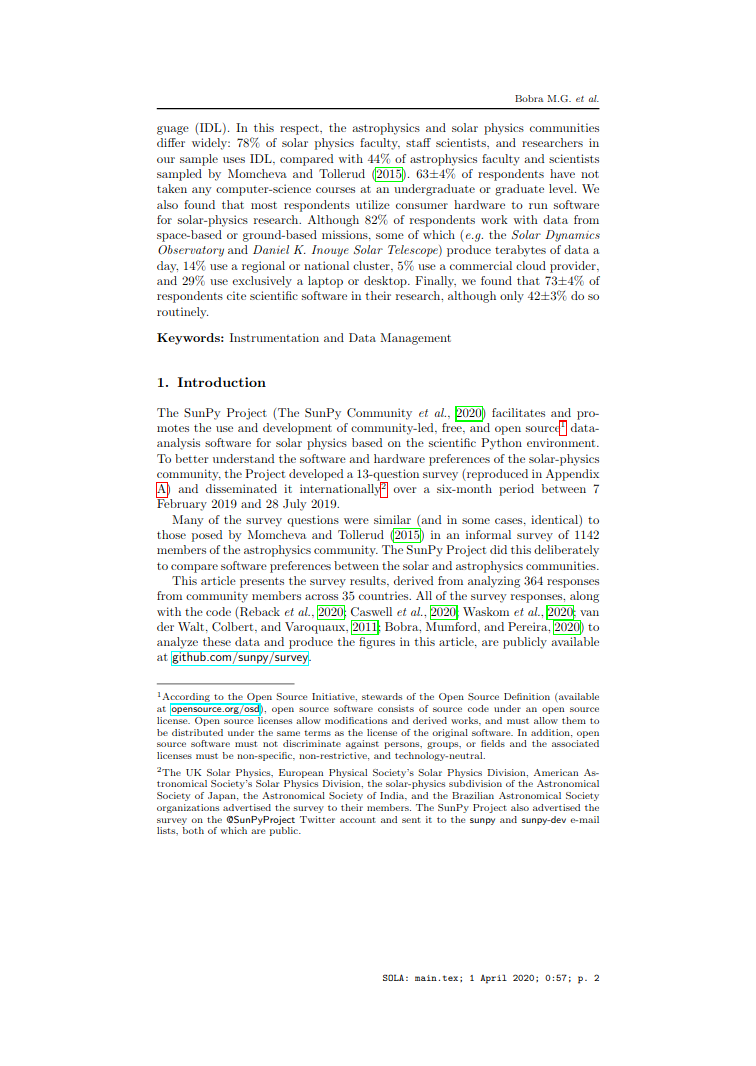 Bobra M.G. et al.
guage (IDL). In this respect, the astrophysics and solar physics communities
differ widely: 78% of solar physics faculty, staff scientists, and researchers in
our sample uses IDL, compared with 44% of astrophysics faculty and scientists
sampled by Momcheva and Tollerud (2015). 63±4% of respondents have not
taken any computer-science courses at an undergraduate or graduate level. We
also found that most respondents utilize consumer hardware to run software
for solar-physics research. Although 82% of respondents work with data from
space-based or ground-based missions, some of which (e.g. the Solar Dynamics
Observatory and Daniel K. Inouye Solar Telescope) produce terabytes of data a
day, 14% use a regional or national cluster, 5% use a commercial cloud provider,
and 29% use exclusively a laptop or desktop. Finally, we found that 73±4% of
respondents cite scientific software in their research, although only 42±3% do so
routinely.
Keywords: Instrumentation and Data Management
1. Introduction
The SunPy Project (The SunPy Community et al., 2020) facilitates and pro-
motes the use and development of community-led, free, and open source1 data-
analysis software for solar physics based on the scientific Python environment.
To better understand the software and hardware preferences of the solar-physics
community, the Project developed a 13-question survey (reproduced in Appendix
A) and disseminated it internationally2 over a six-month period between 7
February 2019 and 28 July 2019.
Many of the survey questions were similar (and in some cases, identical) to
those posed by Momcheva and Tollerud (2015) in an informal survey of 1142
members of the astrophysics community. The SunPy Project did this deliberately
to compare software preferences between the solar and astrophysics communities.
This article presents the survey results, derived from analyzing 364 responses
from community members across 35 countries. All of the survey responses, along
with the code (Reback et al., 2020; Caswell et al., 2020; Waskom et al., 2020; van
der Walt, Colbert, and Varoquaux, 2011; Bobra, Mumford, and Pereira, 2020) to
analyze these data and produce the figures in this article, are publicly available
at github.com/sunpy/survey.
1According to the Open Source Initiative, stewards of the Open Source Definition (available
at opensource.org/osd), open source software consists of source code under an open source
license. Open source licenses allow modifications and derived works, and must allow them to
be distributed under the same terms as the license of the original software. In addition, open
source software must not discriminate against persons, groups, or fields and the associated
licenses must be non-specific, non-restrictive, and technology-neutral.
2The UK Solar Physics, European Physical Society's Solar Physics Division, American As-
tronomical Society's Solar Physics Division, the solar-physics subdivision of the Astronomical
Society of Japan, the Astronomical Society of India, and the Brazilian Astronomical Society
organizations advertised the survey to their members. The SunPy Project also advertised the
survey on the @SunPyProject Twitter account and sent it to the sunpy and sunpy-dev e-mail
lists, both of which are public.
SOLA: main.tex; 1 April 2020; 0:57; p. 2